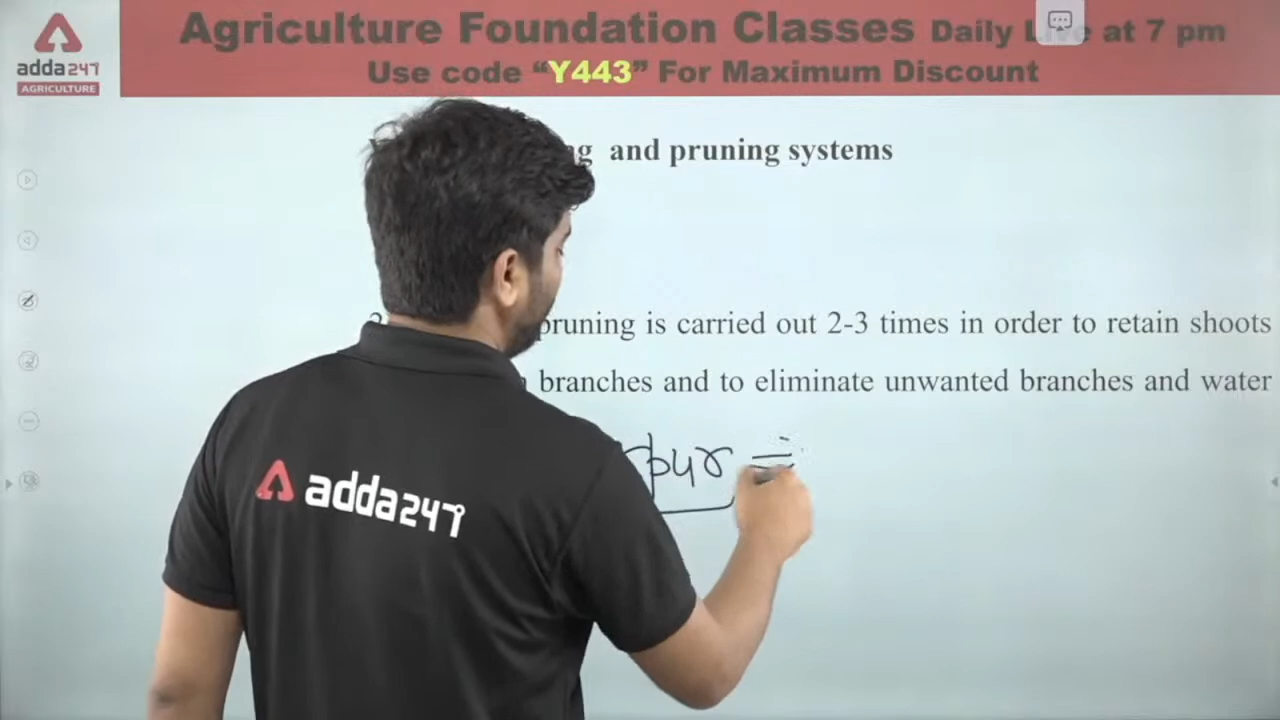 Agriculture Foundation Classes Daily Live at 7 pm
Use code “Y443” For Maximum Discount
adda247
AGRICULTURE
and pruning systems
pruning is carried out 2-3 times in order to retain shoots
branches and to eliminate unwanted branches and water
pur =
adda247